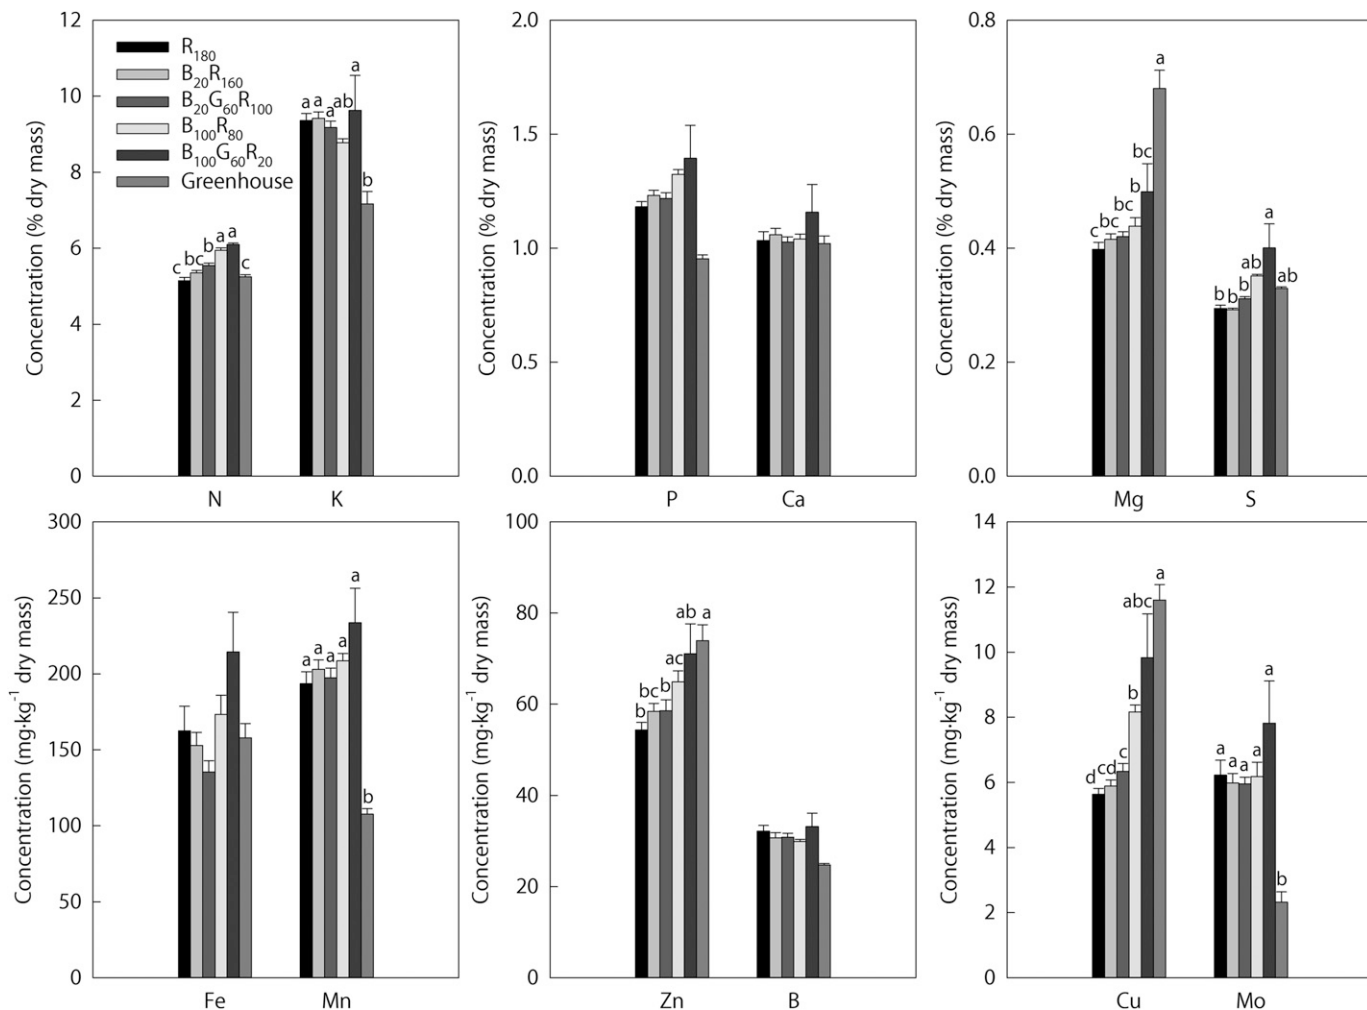 Concentration (% dry mass)
12
10
8
6
4
2
0
R180
B20R160
B20G60R100
B100R80
B100G60R20
Greenhouse
c bc b a a c
a a a ab a b
N K
Concentration (% dry mass)
2.0
1.5
1.0
0.5
0.0
P Ca
Concentration (% dry mass)
0.8
0.6
0.4
0.2
0.0
c bc bc b bc a
b b b ab a ab
Mg S
Concentration (mg·kg-1 dry mass)
300
250
200
150
100
50
0
a a a a a b
Fe Mn
Concentration (mg·kg-1 dry mass)
100
80
60
40
20
0
b bc b ac ab a
Zn B
Concentration (mg·kg-1 dry mass)
14
12
10
8
6
4
2
0
d cd c b abc a
a a a a a b
Cu Mo